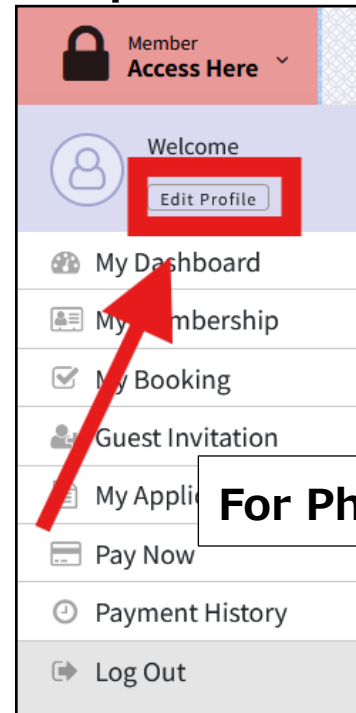 Member
Access Here
Welcome
Edit Profile
My Dashboard
My
My Booking
Guest Invitation
My
For
Pay Now
Payment History
Log Out